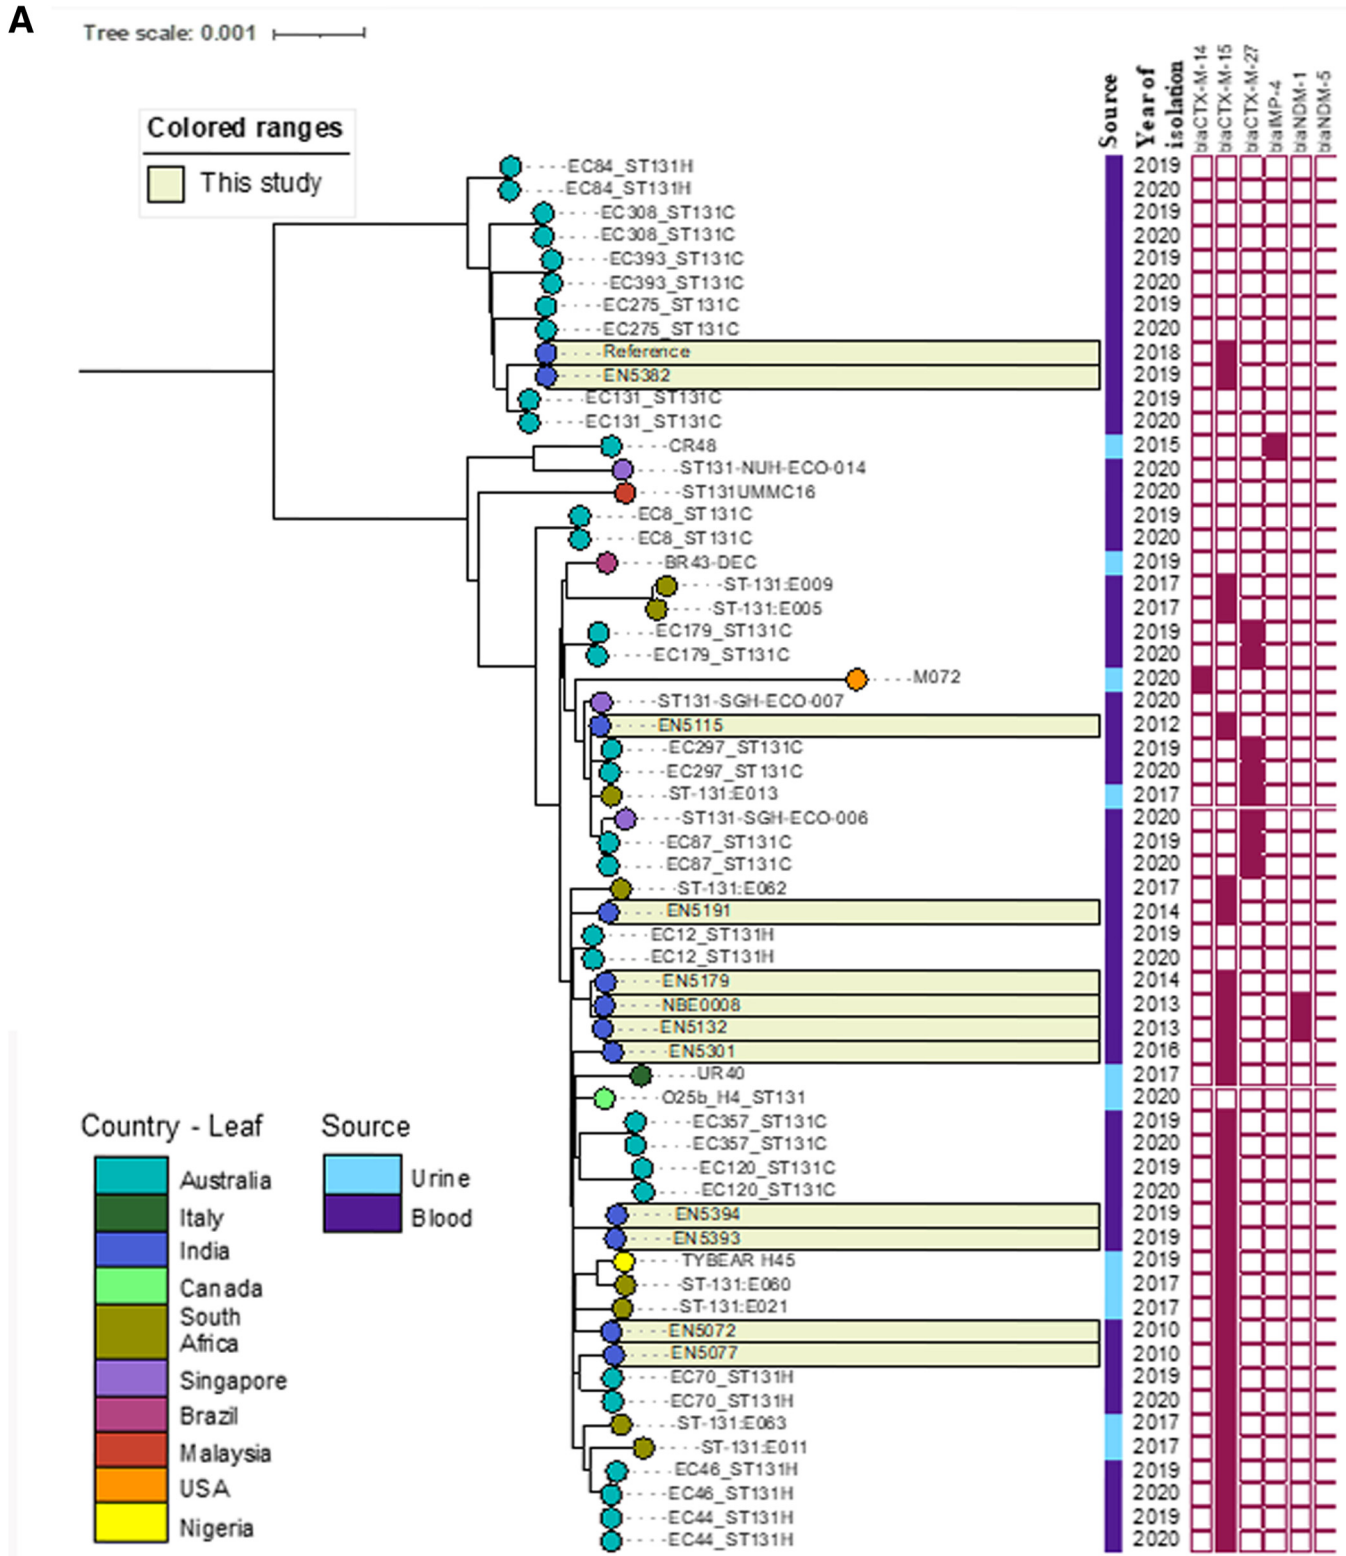 A
Tree scale: 0.001
Colored ranges
This study
Source
Year of isolation
blaCTX-M-14
blaCTX-M-15
blaCTX-M-27
blaIMP-4
blaNDM-1
blaNDM-5
EC84_ST131H 2019
EC84_ST131H 2020
EC308_ST131C 2019
EC308_ST131C 2020
EC393_ST131C 2019
EC393_ST131C 2020
EC275_ST131C 2019
EC275_ST131C 2020
Reference 2018
EN5382 2019
EC131_ST131C 2019
EC131_ST131C 2020
CR48 2015
ST131-NUH-ECO-014 2020
ST131UMMC16 2020
EC8_ST131C 2019
EC8_ST131C 2020
BR43-DEC 2019
ST-131:E009 2017
ST-131:E005 2017
EC179_ST131C 2019
EC179_ST131C 2020
M072 2020
ST131-SGH-ECO-007 2020
EN5115 2012
EC297_ST131C 2019
EC297_ST131C 2020
ST-131:E013 2017
ST131-SGH-ECO-006 2020
EC87_ST131C 2019
EC87_ST131C 2020
ST-131:E062 2017
EN5191 2014
EC12_ST131H 2019
EC12_ST131H 2020
EN5179 2014
NBE0008 2013
EN5132 2013
EN5301 2016
UR40 2017
O25b_H4_ST131 2020
EC357_ST131C 2019
EC357_ST131C 2020
EC120_ST131C 2019
EC120_ST131C 2020
EN5394 2019
EN5393 2019
TYBEAR H45 2019
ST-131:E060 2017
ST-131:E021 2017
EN5072 2010
EN5077 2010
EC70_ST131H 2019
EC70_ST131H 2020
ST-131:E063 2017
ST-131:E011 2017
EC46_ST131H 2019
EC46_ST131H 2020
EC44_ST131H 2019
EC44_ST131H 2020
Country - Leaf
Australia
Italy
India
Canada
South
Africa
Singapore
Brazil
Malaysia
USA
Nigeria
Source
Urine
Blood